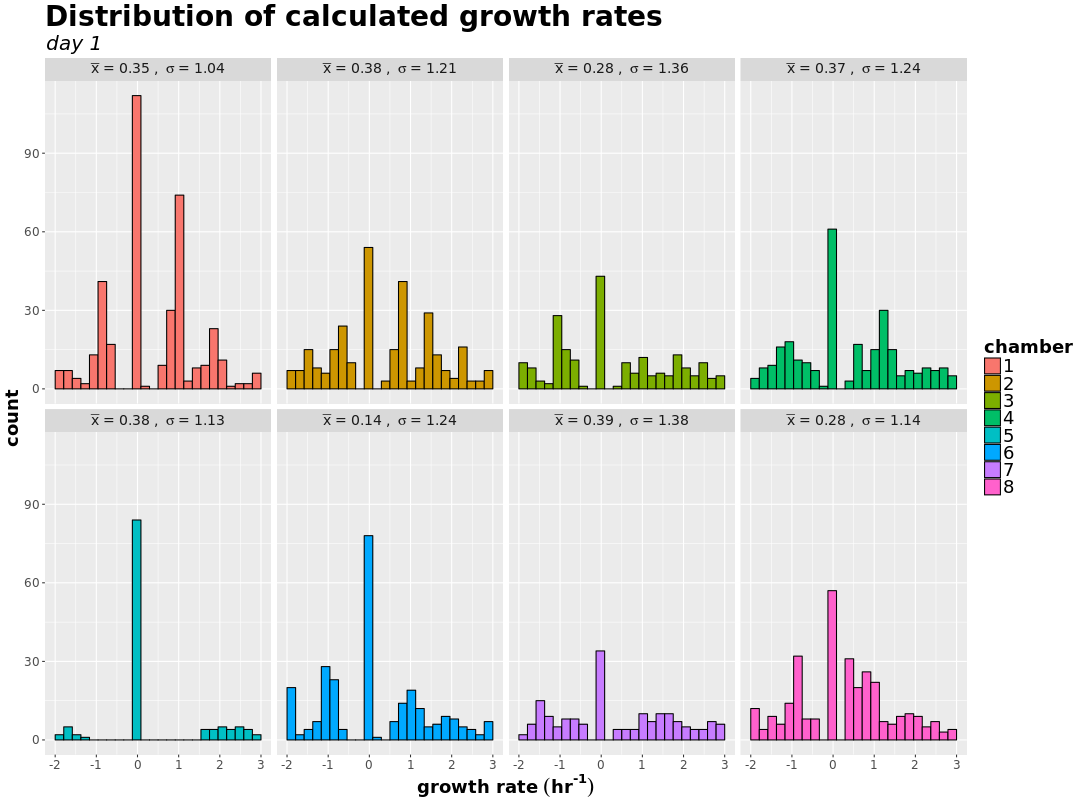 Distribution of calculated growth rates
day 1
x̅ = 0.35 , σ = 1.04
x̅ = 0.38 , σ = 1.21
x̅ = 0.28 , σ = 1.36
x̅ = 0.37 , σ = 1.24
90
60
30
0
x̅ = 0.38 , σ = 1.13
x̅ = 0.14 , σ = 1.24
x̅ = 0.39 , σ = 1.38
x̅ = 0.28 , σ = 1.14
90
60
30
0
-2 -1 0 1 2 3
-2 -1 0 1 2 3
-2 -1 0 1 2 3
-2 -1 0 1 2 3
count
growth rate (hr⁻¹)
chamber
1
2
3
4
5
6
7
8